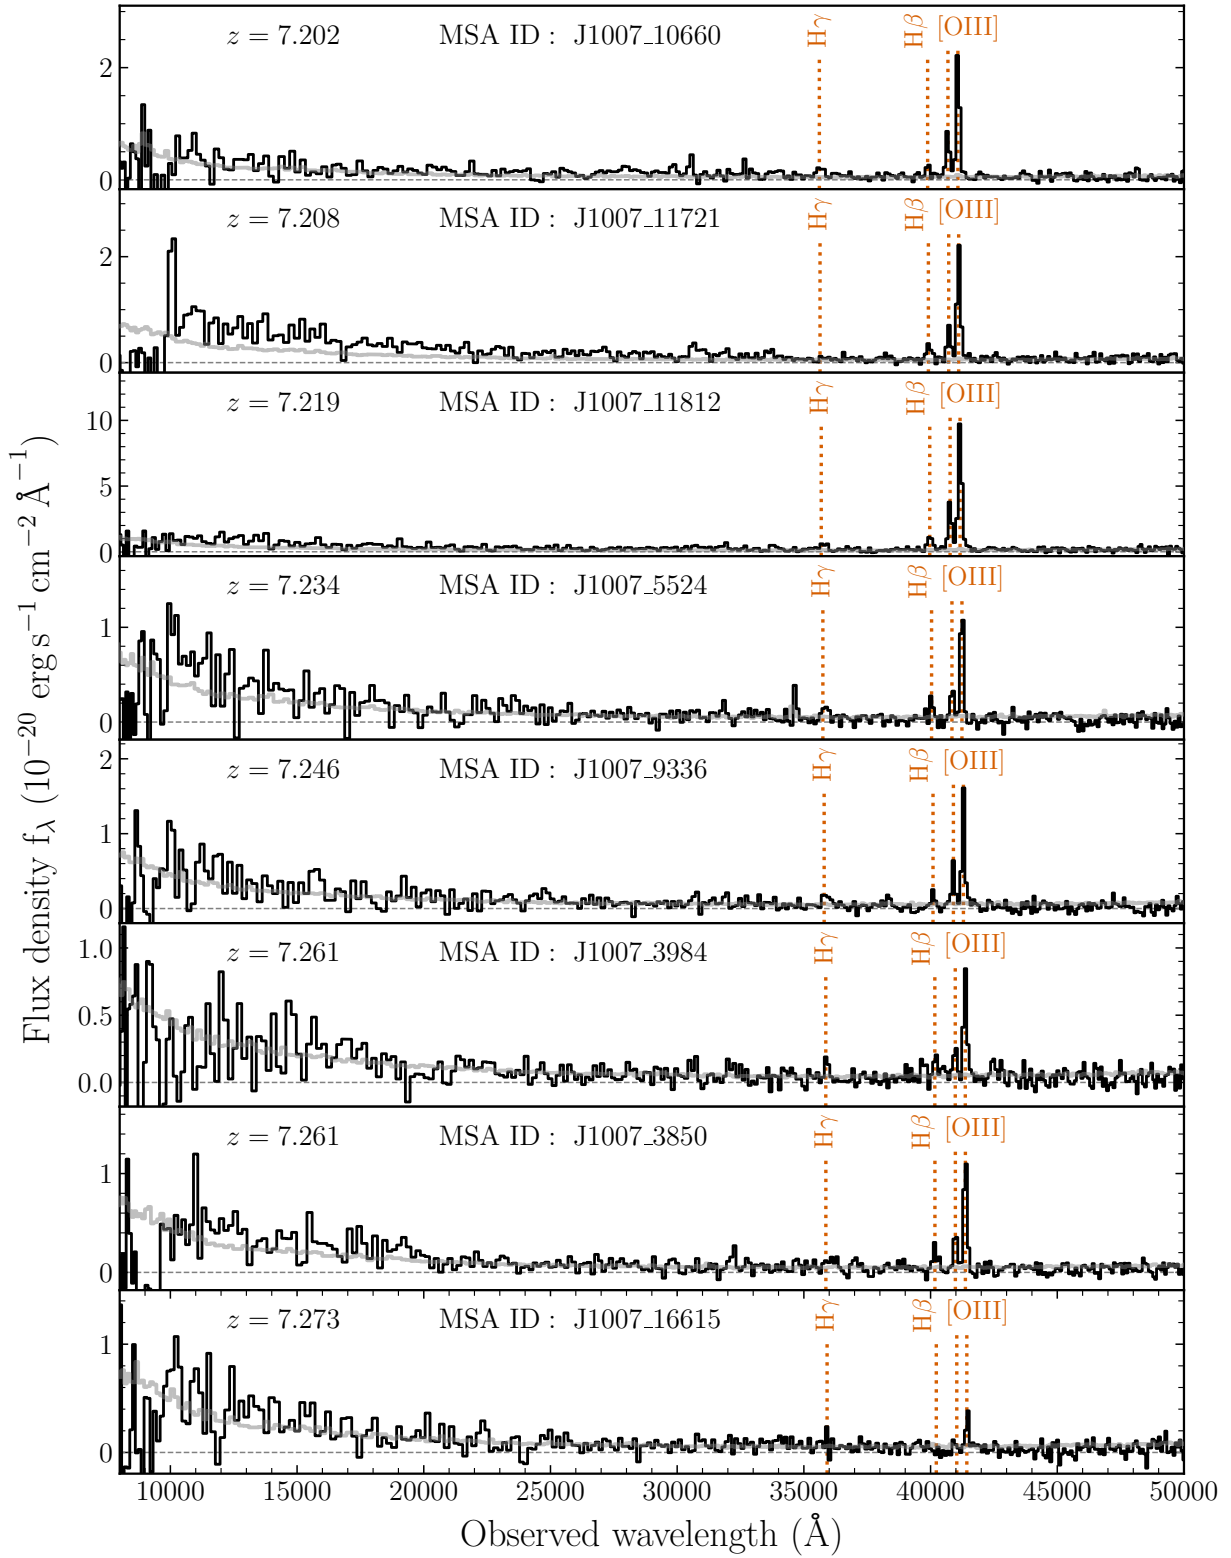 z = 7.202 MSA ID : J1007_10660 Hγ Hβ [OIII]
2
0
z = 7.208 MSA ID : J1007_11721 Hγ Hβ [OIII]
2
0
z = 7.219 MSA ID : J1007_11812 Hγ Hβ [OIII]
10
5
0
z = 7.234 MSA ID : J1007_5524 Hγ Hβ [OIII]
1
0
z = 7.246 MSA ID : J1007_9336 Hγ Hβ [OIII]
2
1
0
z = 7.261 MSA ID : J1007_3984 Hγ Hβ [OIII]
1.0
0.5
0.0
z = 7.261 MSA ID : J1007_3850 Hγ Hβ [OIII]
1
0
z = 7.273 MSA ID : J1007_16615 Hγ Hβ [OIII]
1
0
10000 15000 20000 25000 30000 35000 40000 45000 50000
Observed wavelength (Å)
Flux density f_λ (10⁻²⁰ erg s⁻¹ cm⁻² Å⁻¹)